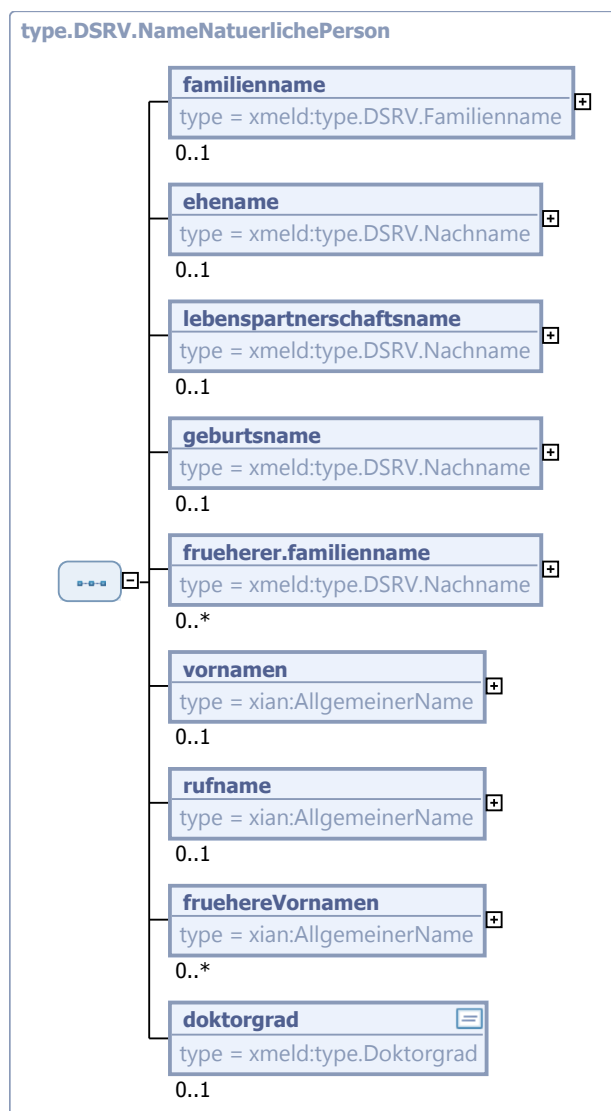 type.DSRV.NameNatuerlichePerson
familienname
type = xmeld:type.DSRV.Familienname
0..1
ehename
type = xmeld:type.DSRV.Nachname
0..1
lebenspartnerschaftsname
type = xmeld:type.DSRV.Nachname
0..1
geburtsname
type = xmeld:type.DSRV.Nachname
0..1
frueherer.familienname
type = xmeld:type.DSRV.Nachname
0..*
vornamen
type = xian:AllgemeinerName
0..1
rufname
type = xian:AllgemeinerName
0..1
fruehereVornamen
type = xian:AllgemeinerName
0..*
doktorgrad
type = xmeld:type.Doktorgrad
0..1